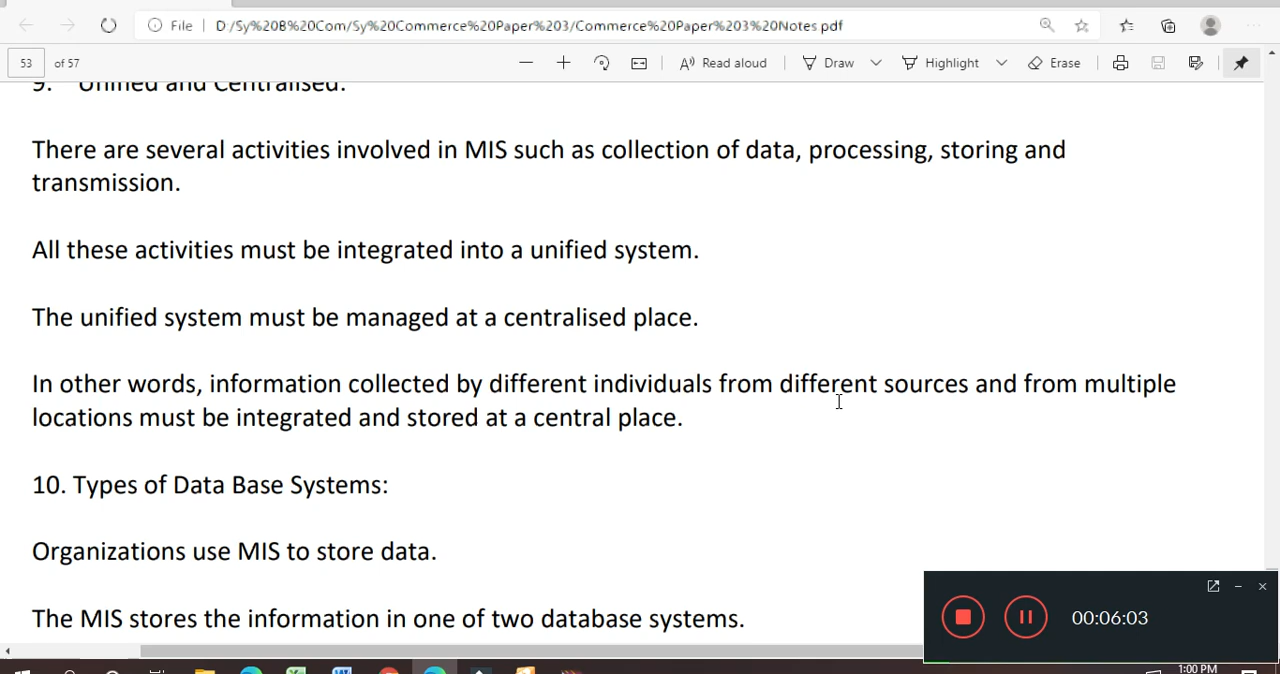 File D:/Sy%20B%20Com/Sy%20Commerce%20Paper%203/Commerce%20Paper%203%20Notes pdf
53 of 57 Read aloud Draw Highlight Erase
9. Unified and Centralised:
There are several activities involved in MIS such as collection of data, processing, storing and
transmission.
All these activities must be integrated into a unified system.
The unified system must be managed at a centralised place.
In other words, information collected by different individuals from different sources and from multiple
locations must be integrated and stored at a central place.
10. Types of Data Base Systems:
Organizations use MIS to store data.
The MIS stores the information in one of two database systems.
00:06:03
1:00 PM